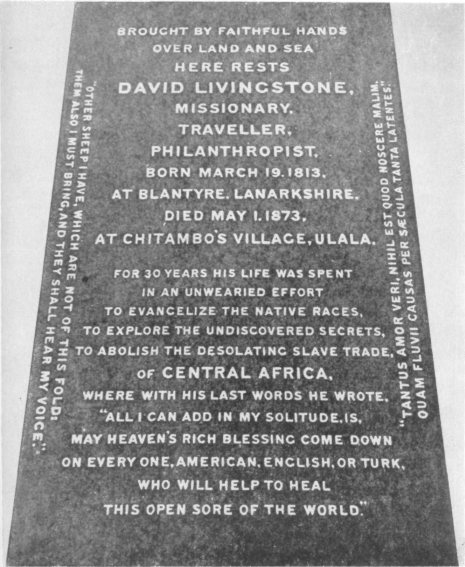 BROUGHT BY FAITHFUL HANDS
OVER LAND AND SEA
HERE RESTS
DAVID LIVINGSTONE,
MISSIONARY,
TRAVELLER,
PHILANTHROPIST,
BORN MARCH 19.1813,
AT BLANTYRE, LANARKSHIRE,
DIED MAY 1.1873,
AT CHITAMBO'S VILLAGE, ULALA.
FOR 30 YEARS HIS LIFE WAS SPENT
IN AN UNWEARIED EFFORT
TO EVANGELIZE THE NATIVE RACES,
TO EXPLORE THE UNDISCOVERED SECRETS,
TO ABOLISH THE DESOLATING SLAVE TRADE,
OF CENTRAL AFRICA,
WHERE WITH HIS LAST WORDS HE WROTE,
"ALL I CAN ADD IN MY SOLITUDE, IS,
MAY HEAVEN'S RICH BLESSING COME DOWN
ON EVERY ONE, AMERICAN, ENGLISH, OR TURK,
WHO WILL HELP TO HEAL
THIS OPEN SORE OF THE WORLD."
"OTHER SHEEP I HAVE, WHICH ARE NOT OF THIS FOLD:
THEM ALSO I MUST BRING, AND THEY SHALL HEAR MY VOICE."
"TANTUS AMOR VERI, NIHIL EST QUOD NOSCERE MALIM,
QUAM FLUVII CAUSAS PER SÆCULA TANTA LATENTES."